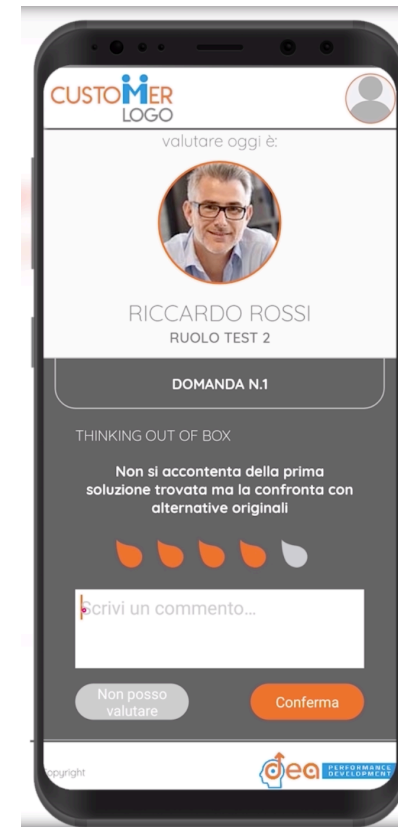 CUSTOMER
LOGO
valutare oggi è:
RICCARDO ROSSI
RUOLO TEST 2
DOMANDA N.1
THINKING OUT OF BOX
Non si accontenta della prima
soluzione trovata ma la confronta con
alternative originali
Scrivi un commento...
Non posso
valutare
Conferma
opyright
dea PERFORMANCE
DEVELOPMENT